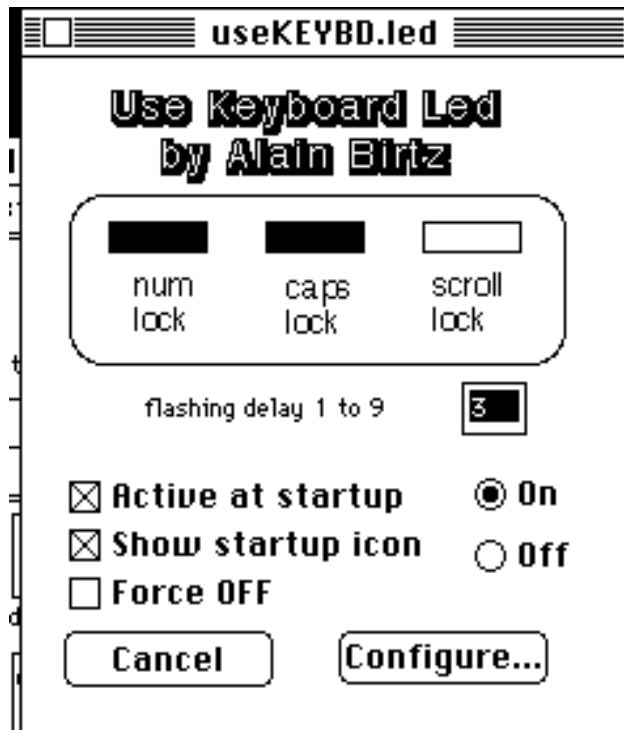 useKEYBD.led
Use Keyboard Led
by Alain Birtz
num lock
caps lock
scroll lock
flashing delay 1 to 9
3
Active at startup
On
Show startup icon
Off
Force OFF
Cancel
Configure...